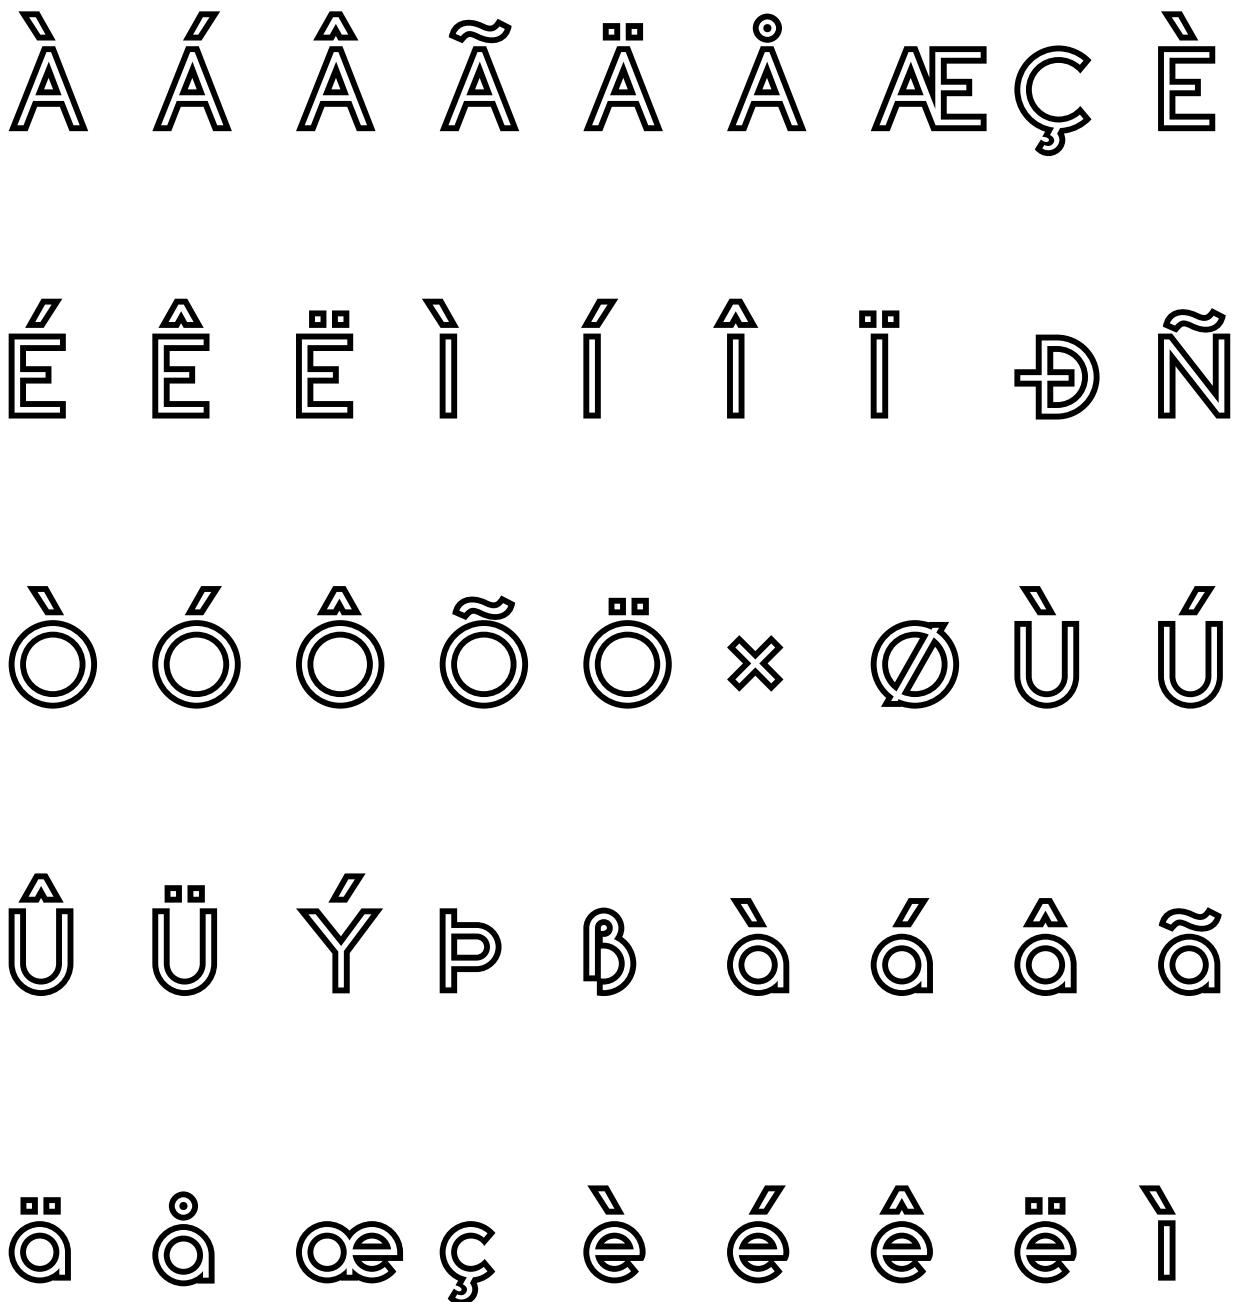 À Á Â Ã Ä Å Æ Ç È
É Ê Ë Ì Í Î Ï Ð Ñ
Ò Ó Ô Õ Ö × Ø Ù Ú
Û Ü Ý Þ ß à á â ã
ä å æ ç è é ê ë ì